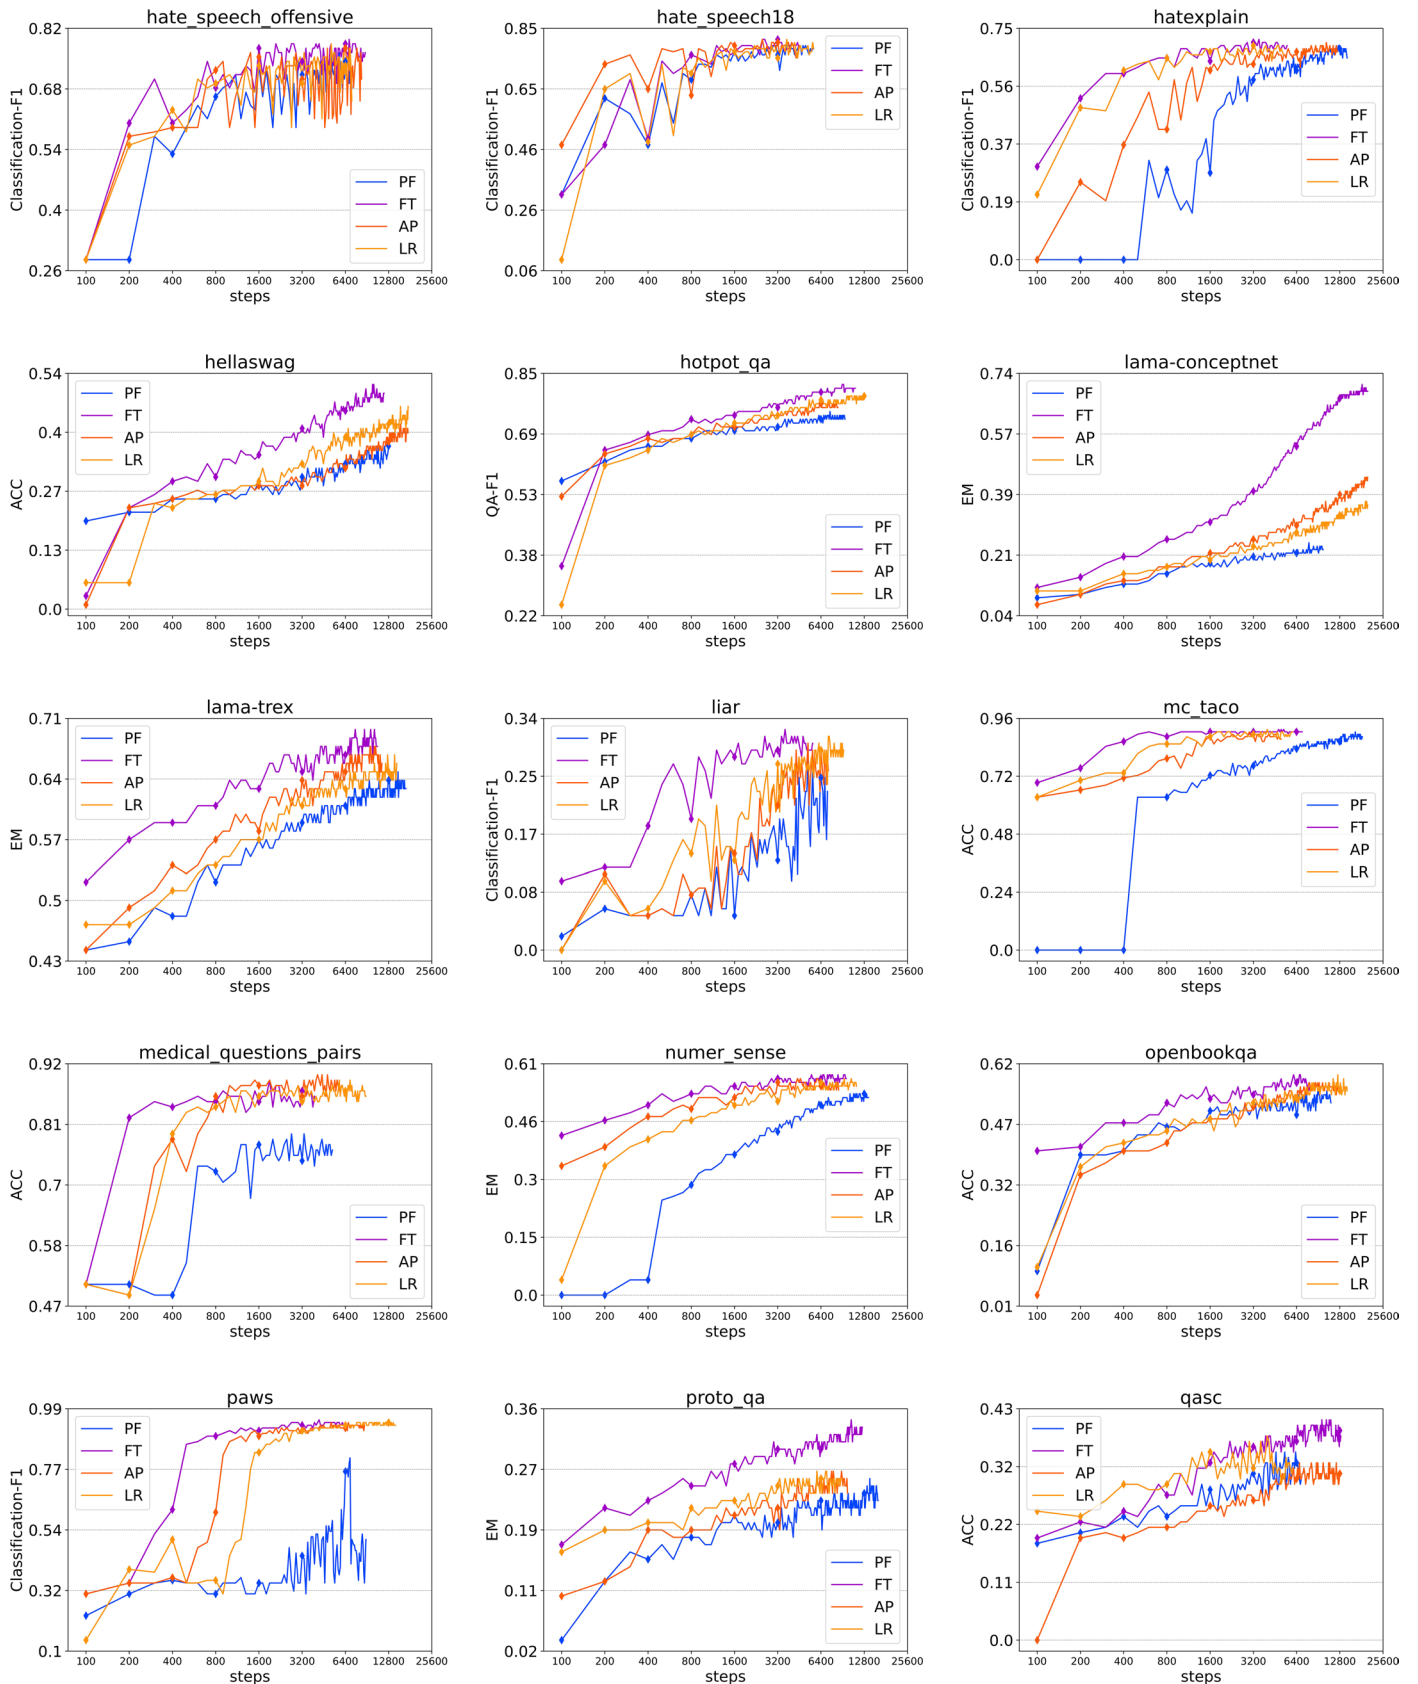 hate_speech_offensive
Classification-F1
0.82
0.68
0.54
0.4
0.26
PF
FT
AP
LR
100 200 400 800 1600 3200 6400 12800 25600
steps
hate_speech18
Classification-F1
0.85
0.65
0.46
0.26
0.06
PF
FT
AP
LR
100 200 400 800 1600 3200 6400 12800 25600
steps
hatexplain
Classification-F1
0.75
0.56
0.37
0.19
0.0
PF
FT
AP
LR
100 200 400 800 1600 3200 6400 12800 25600
steps
hellaswag
ACC
0.54
0.4
0.27
0.13
0.0
PF
FT
AP
LR
100 200 400 800 1600 3200 6400 12800 25600
steps
hotpot_qa
QA-F1
0.85
0.69
0.53
0.38
0.22
PF
FT
AP
LR
100 200 400 800 1600 3200 6400 12800 25600
steps
lama-conceptnet
EM
0.74
0.57
0.39
0.21
0.04
PF
FT
AP
LR
100 200 400 800 1600 3200 6400 12800 25600
steps
lama-trex
EM
0.71
0.64
0.57
0.5
0.43
PF
FT
AP
LR
100 200 400 800 1600 3200 6400 12800 25600
steps
liar
Classification-F1
0.34
0.25
0.17
0.08
0.0
PF
FT
AP
LR
100 200 400 800 1600 3200 6400 12800 25600
steps
mc_taco
ACC
0.96
0.72
0.48
0.24
0.0
PF
FT
AP
LR
100 200 400 800 1600 3200 6400 12800 25600
steps
medical_questions_pairs
ACC
0.92
0.81
0.7
0.58
0.47
PF
FT
AP
LR
100 200 400 800 1600 3200 6400 12800 25600
steps
numer_sense
EM
0.61
0.46
0.3
0.15
0.0
PF
FT
AP
LR
100 200 400 800 1600 3200 6400 12800 25600
steps
openbookqa
ACC
0.62
0.47
0.32
0.16
0.01
PF
FT
AP
LR
100 200 400 800 1600 3200 6400 12800 25600
steps
paws
Classification-F1
0.99
0.77
0.54
0.32
0.1
PF
FT
AP
LR
100 200 400 800 1600 3200 6400 12800 25600
steps
proto_qa
EM
0.36
0.27
0.19
0.11
0.02
PF
FT
AP
LR
100 200 400 800 1600 3200 6400 12800 25600
steps
qasc
ACC
0.43
0.32
0.22
0.11
0.0
PF
FT
AP
LR
100 200 400 800 1600 3200 6400 12800 25600
steps